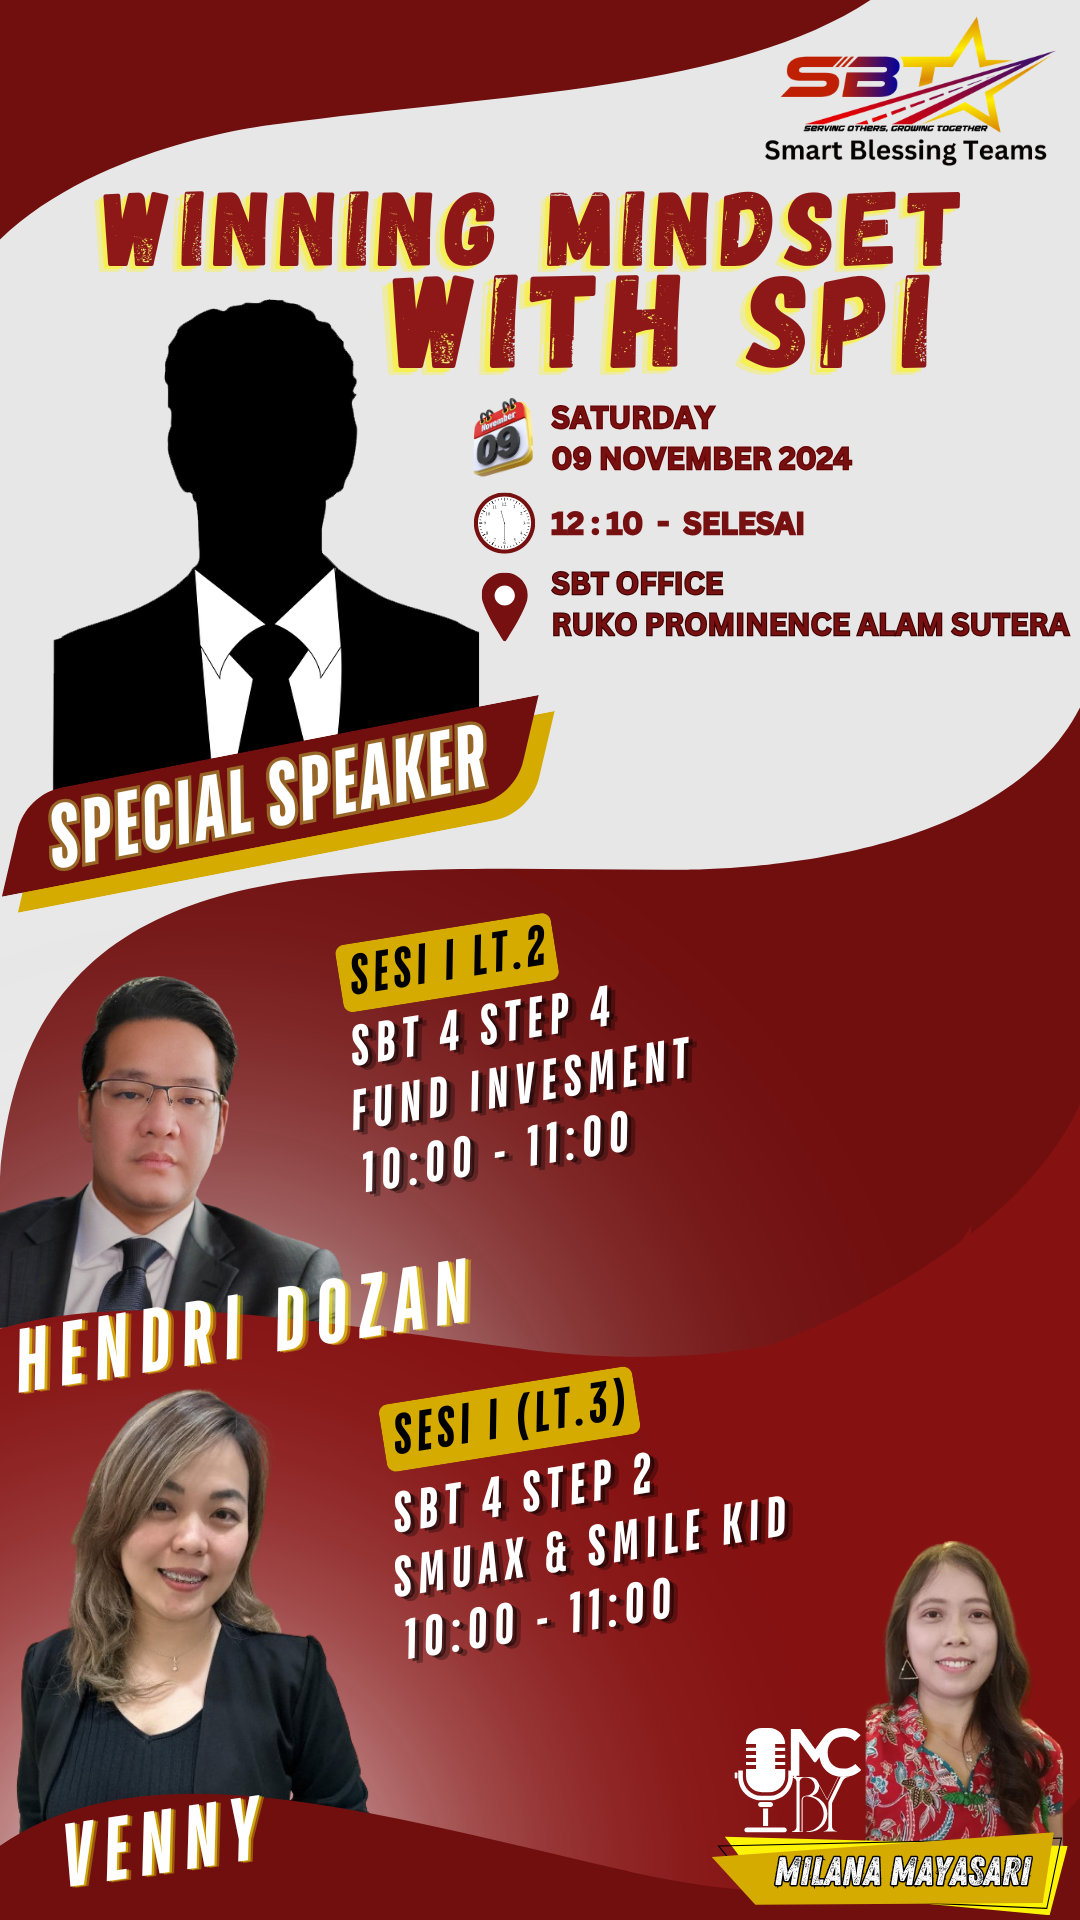 SBT
SERVING OTHERS, GROWING TOGETHER
Smart Blessing Teams
WINNING MINDSET
WITH SPI
November
09
SATURDAY
09 NOVEMBER 2024
12 : 10 - SELESAI
SBT OFFICE
RUKO PROMINENCE ALAM SUTERA
SPECIAL SPEAKER
SESI I LT.2
SBT 4 STEP 4
FUND INVESMENT
10:00 - 11:00
HENDRI DOZAN
SESI I (LT.3)
SBT 4 STEP 2
SMUAX & SMILE KID
10:00 - 11:00
VENNY
MC
BY
MILANA MAYASARI